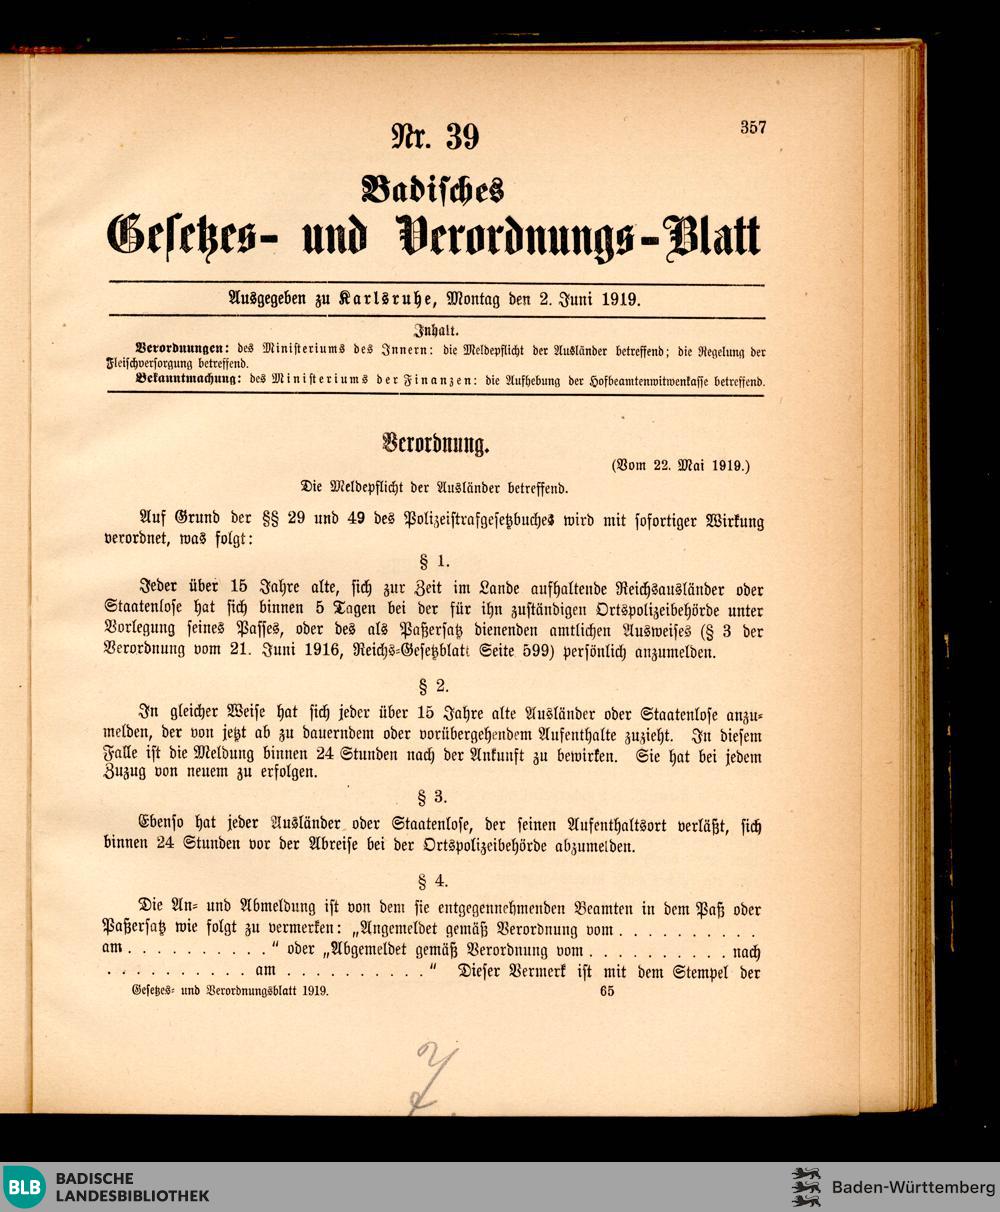 Nr. 39
357
Badisches
Gesetzes- und Verordnungs-Blatt
Ausgegeben zu Karlsruhe, Montag den 2. Juni 1919.
Inhalt.
Verordnungen: des Ministeriums des Innern: die Meldepflicht der Ausländer betreffend; die Regelung der
Fleischversorgung betreffend.
Bekanntmachung: des Ministeriums der Finanzen: die Aufhebung der Hofbeamtenwitwenkasse betreffend.
Verordnung.
(Vom 22. Mai 1919.)
Die Meldepflicht der Ausländer betreffend.
Auf Grund der §§ 29 und 49 des Polizeistrafgesetzbuches wird mit sofortiger Wirkung
verordnet, was folgt:
§ 1.
Jeder über 15 Jahre alte, sich zur Zeit im Lande aufhaltende Reichsausländer oder
Staatenlose hat sich binnen 5 Tagen bei der für ihn zuständigen Ortspolizeibehörde unter
Vorlegung seines Passes, oder des als Paßersatz dienenden amtlichen Ausweises (§ 3 der
Verordnung vom 21. Juni 1916, Reichs-Gesetzblatt Seite 599) persönlich anzumelden.
§ 2.
In gleicher Weise hat sich jeder über 15 Jahre alte Ausländer oder Staatenlose anzu-
melden, der von jetzt ab zu dauerndem oder vorübergehendem Aufenthalte zuzieht. In diesem
Falle ist die Meldung binnen 24 Stunden nach der Ankunft zu bewirken. Sie hat bei jedem
Zuzug von neuem zu erfolgen.
§ 3.
Ebenso hat jeder Ausländer oder Staatenlose, der seinen Aufenthaltsort verläßt, sich
binnen 24 Stunden vor der Abreise bei der Ortspolizeibehörde abzumelden.
§ 4.
Die An- und Abmeldung ist von dem sie entgegennehmenden Beamten in dem Paß oder
Paßersatz wie folgt zu vermerken: „Angemeldet gemäß Verordnung vom . . . . . . . . . .
am . . . . . . . . . . " oder „Abgemeldet gemäß Verordnung vom . . . . . . . . . . nach
. . . . . . . . . . am . . . . . . . . . . " Dieser Vermerk ist mit dem Stempel der
Gesetzes- und Verordnungsblatt 1919.
65
BLB BADISCHE
LANDESBIBLIOTHEK
Baden-Württemberg